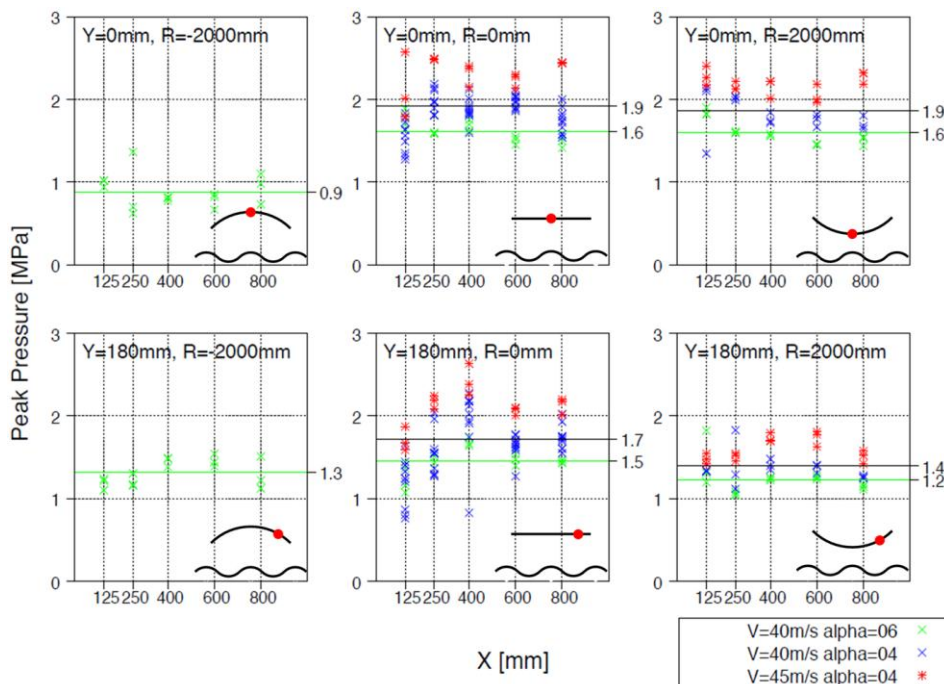 Y=0mm, R=-2000mm
3
2
1
0
0.9
125 250 400 600 800
Y=0mm, R=0mm
3
2
1
0
1.9
1.6
125 250 400 600 800
Y=0mm, R=2000mm
3
2
1
0
1.9
1.6
125 250 400 600 800
Peak Pressure [MPa]
Y=180mm, R=-2000mm
3
2
1
0
1.3
125 250 400 600 800
Y=180mm, R=0mm
3
2
1
0
1.7
1.5
125 250 400 600 800
Y=180mm, R=2000mm
3
2
1
0
1.4
1.2
125 250 400 600 800
X [mm]
V=40m/s alpha=06
V=40m/s alpha=04
V=45m/s alpha=04